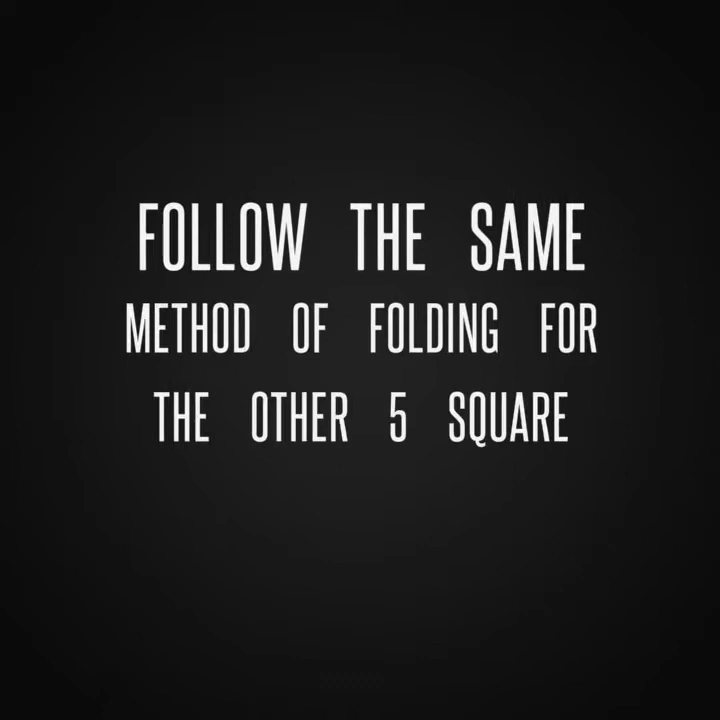 FOLLOW THE SAME
METHOD OF FOLDING FOR
THE OTHER 5 SQUARE